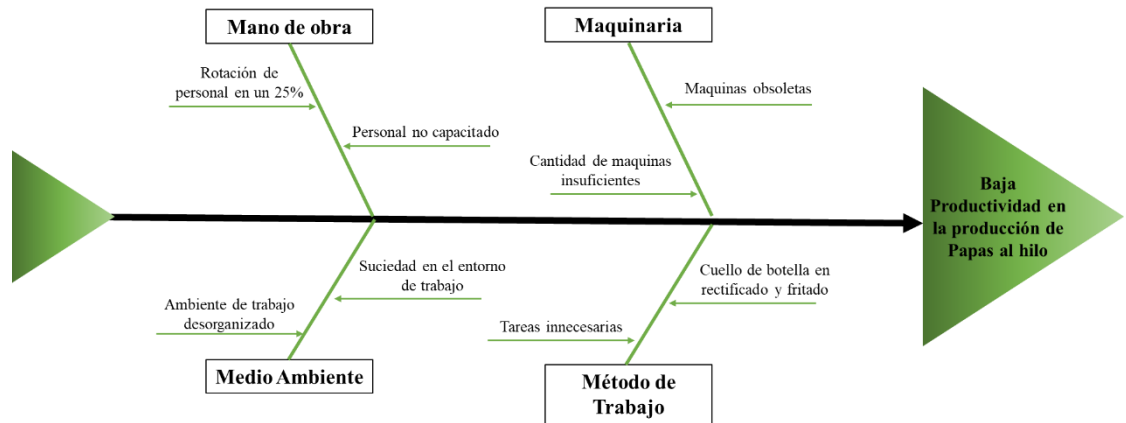 Mano de obra
Maquinaria
Rotación de
personal en un 25%
Personal no capacitado
Maquinas obsoletas
Cantidad de maquinas
insuficientes
Baja
Productividad en
la producción de
Papas al hilo
Suciedad en el entorno
de trabajo
Ambiente de trabajo
desorganizado
Cuello de botella en
rectificado y fritado
Tareas innecesarias
Medio Ambiente
Método de
Trabajo